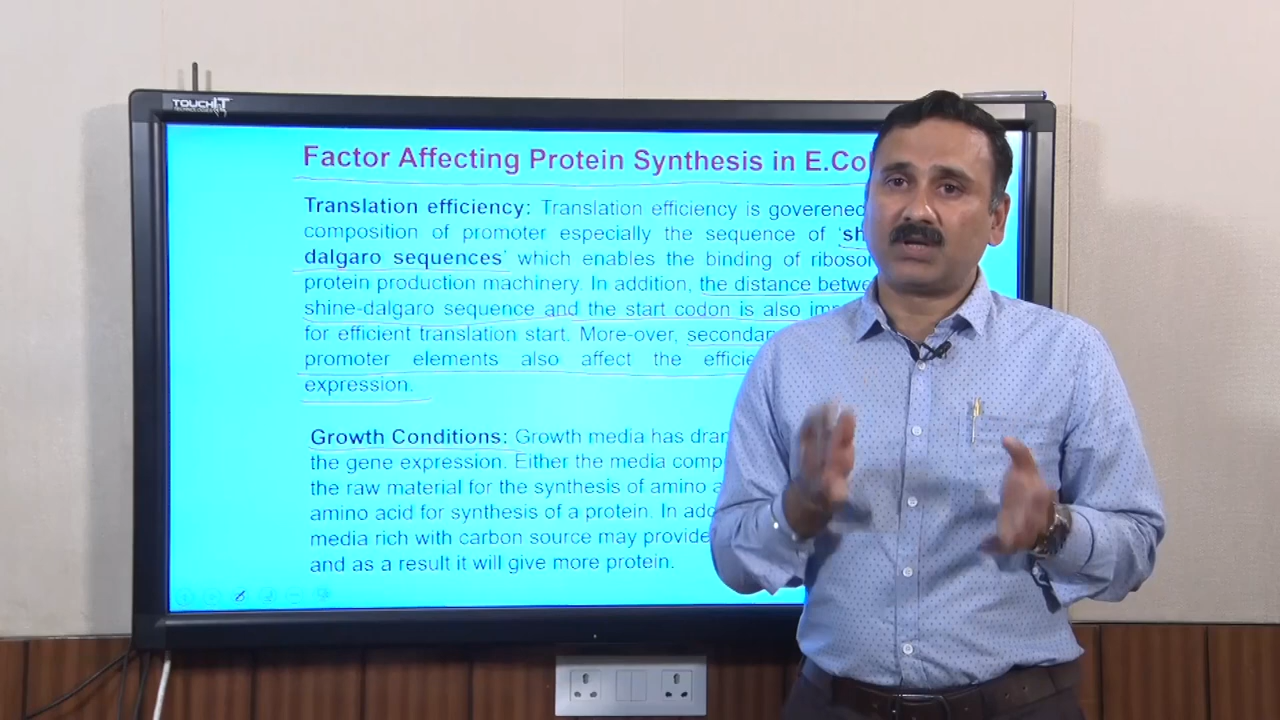 TOUCHIT
TECHNOLOGIES
Factor Affecting Protein Synthesis in E.Co
Translation efficiency: Translation efficiency is goverened
composition of promoter especially the sequence of 'sh
dalgaro sequences' which enables the binding of riboso
protein production machinery. In addition, the distance betwe
shine-dalgaro sequence and the start codon is also im
for efficient translation start. More-over, secondar
promoter elements also affect the effici
expression.
Growth Conditions: Growth media has dra
the gene expression. Either the media comp
the raw material for the synthesis of amino a
amino acid for synthesis of a protein. In add
media rich with carbon source may provide
and as a result it will give more protein.